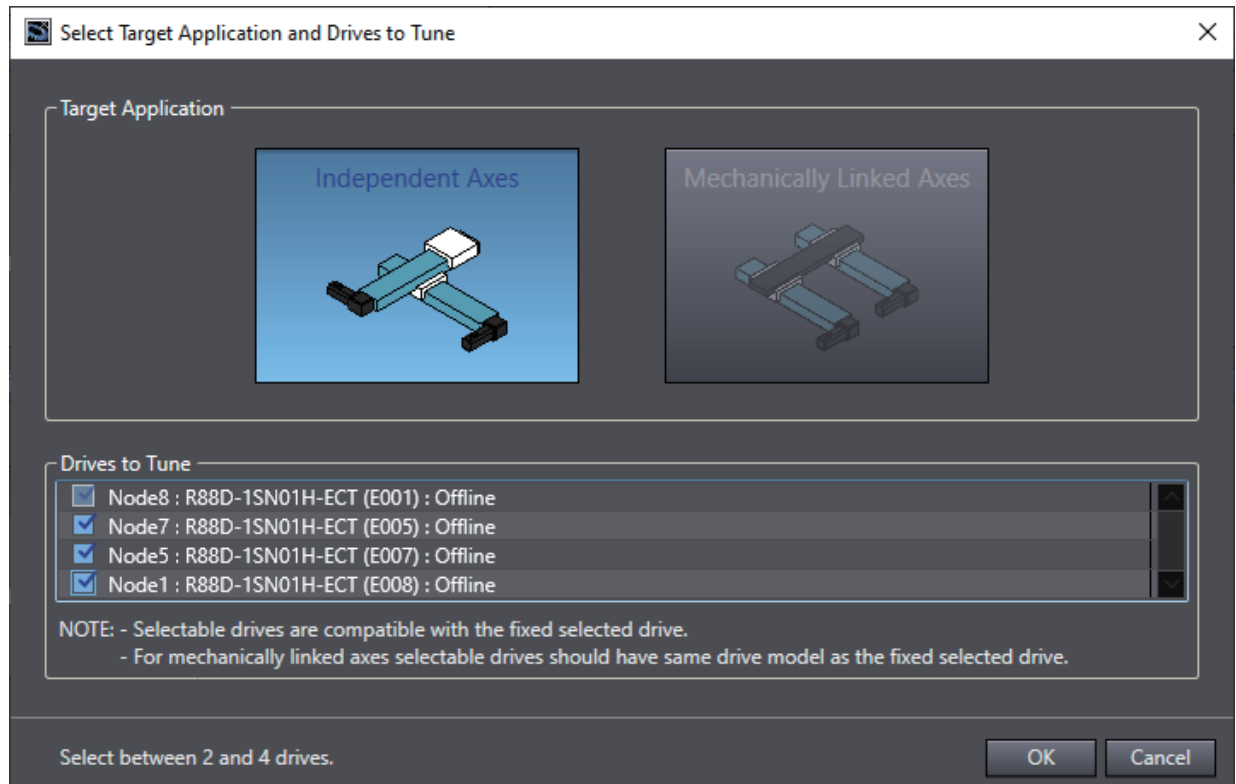 Select Target Application and Drives to Tune
Target Application
Independent Axes
Mechanically Linked Axes
Drives to Tune
Node8 : R88D-1SN01H-ECT (E001) : Offline
Node7 : R88D-1SN01H-ECT (E005) : Offline
Node5 : R88D-1SN01H-ECT (E007) : Offline
Node1 : R88D-1SN01H-ECT (E008) : Offline
NOTE: - Selectable drives are compatible with the fixed selected drive.
- For mechanically linked axes selectable drives should have same drive model as the fixed selected drive.
Select between 2 and 4 drives.
OK
Cancel